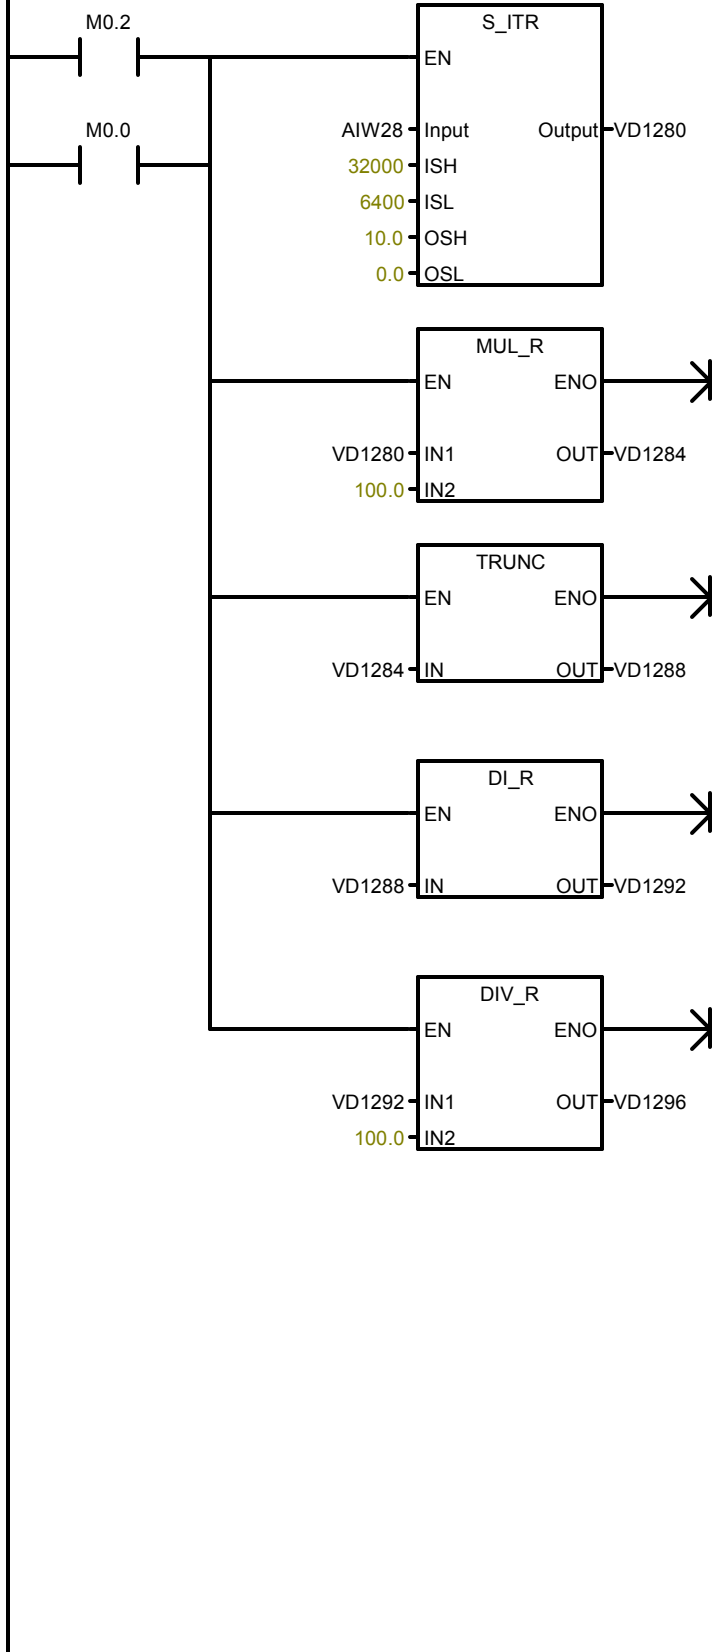 M0.2
S_ITR
EN
M0.0
AIW28 Input Output VD1280
32000 ISH
6400 ISL
10.0 OSH
0.0 OSL
MUL_R
EN ENO
VD1280 IN1 OUT VD1284
100.0 IN2
TRUNC
EN ENO
VD1284 IN OUT VD1288
DI_R
EN ENO
VD1288 IN OUT VD1292
DIV_R
EN ENO
VD1292 IN1 OUT VD1296
100.0 IN2